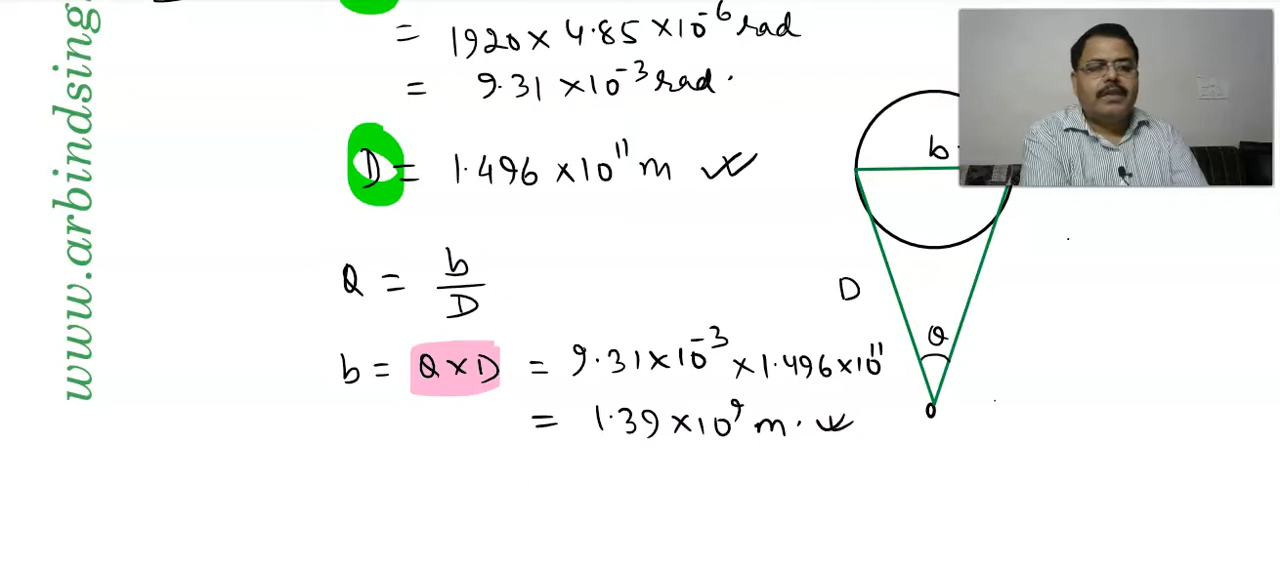 www.arbindsing
= 1920 × 4.85 × 10⁻⁶ rad
= 9.31 × 10⁻³ rad.
D = 1.496 × 10¹¹ m
θ = b/D
b = θ × D = 9.31 × 10⁻³ × 1.496 × 10¹¹
= 1.39 × 10⁹ m.
b
D
θ
O